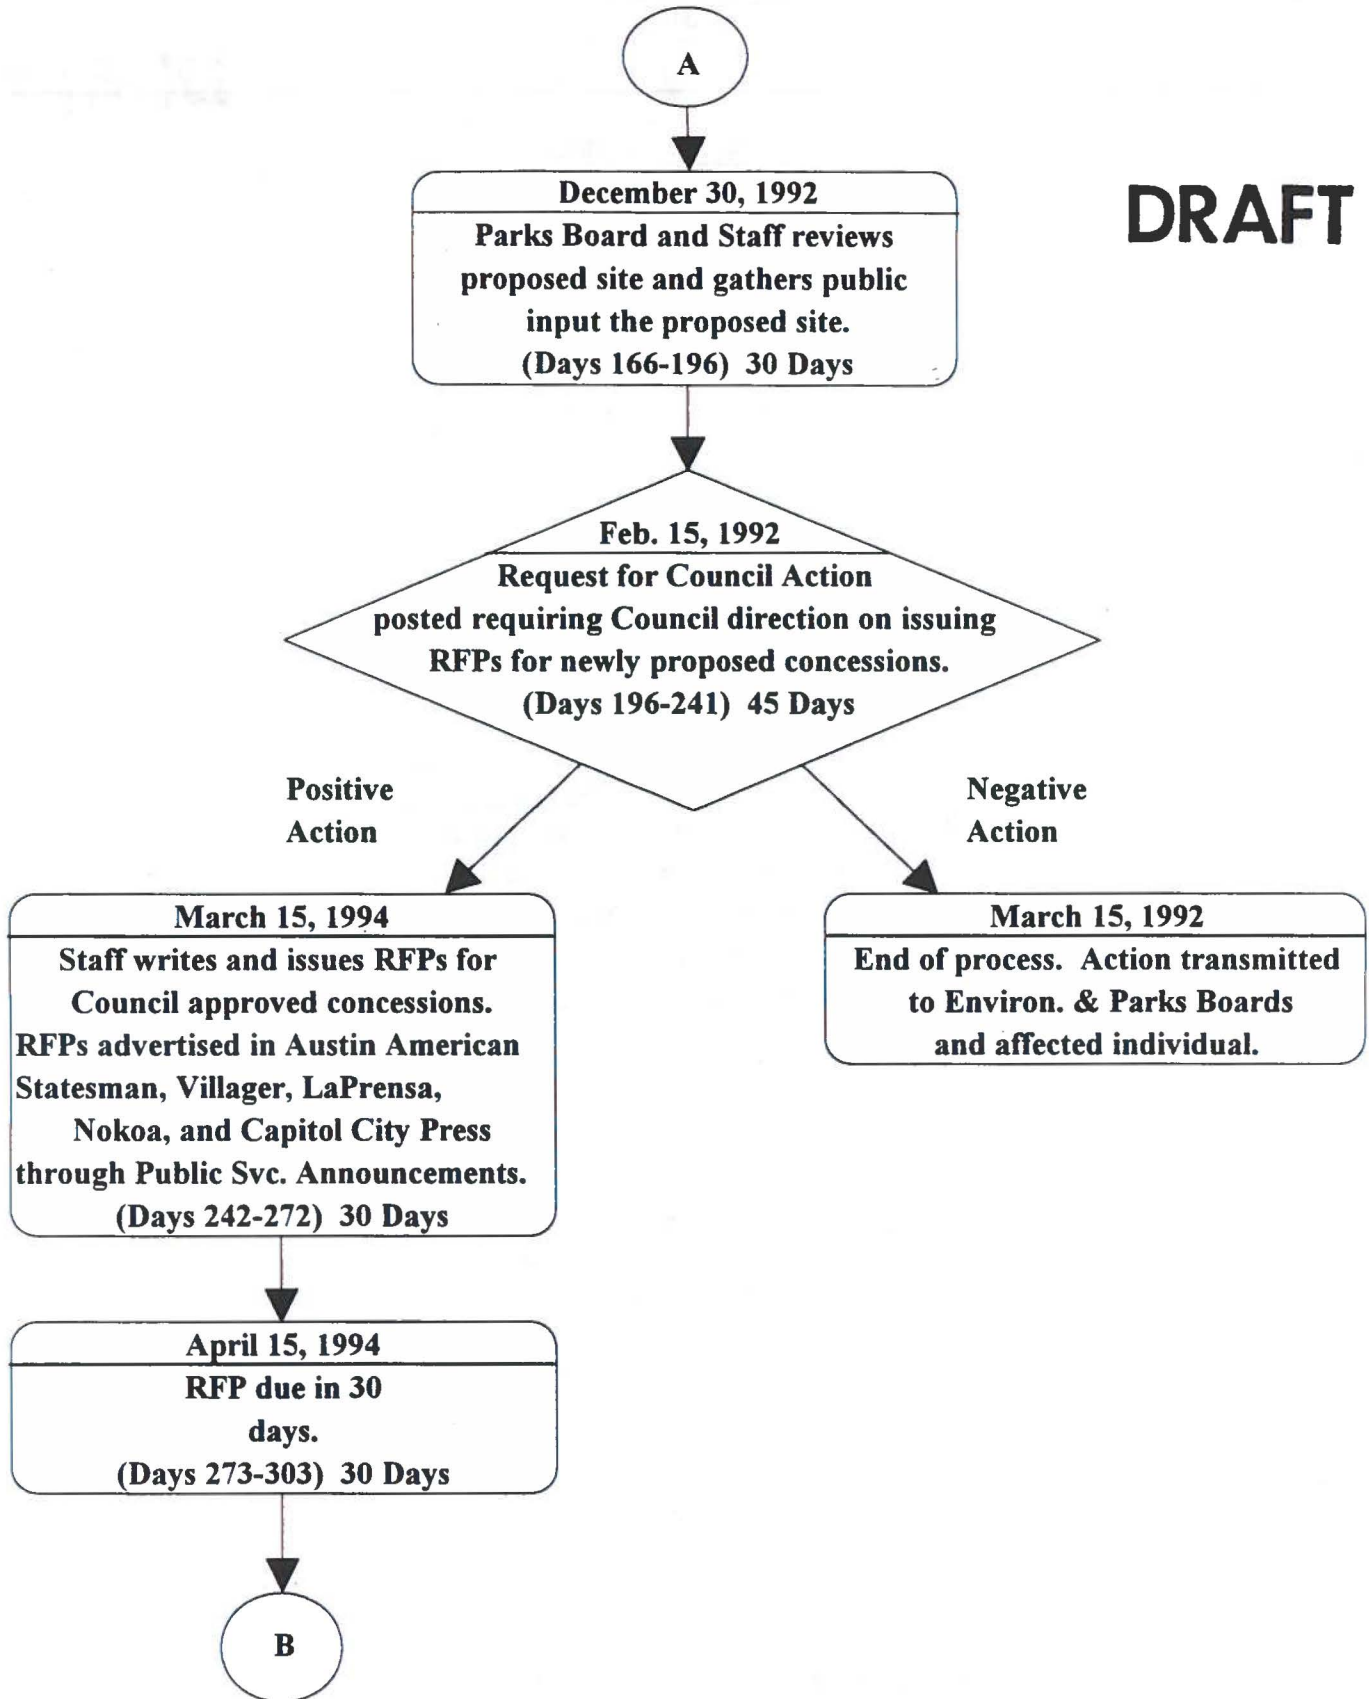 A
DRAFT
December 30, 1992
Parks Board and Staff reviews
proposed site and gathers public
input the proposed site.
(Days 166-196) 30 Days
Feb. 15, 1992
Request for Council Action
posted requiring Council direction on issuing
RFPs for newly proposed concessions.
(Days 196-241) 45 Days
Positive
Action
Negative
Action
March 15, 1994
Staff writes and issues RFPs for
Council approved concessions.
RFPs advertised in Austin American
Statesman, Villager, LaPrensa,
Nokoa, and Capitol City Press
through Public Svc. Announcements.
(Days 242-272) 30 Days
March 15, 1992
End of process. Action transmitted
to Environ. & Parks Boards
and affected individual.
April 15, 1994
RFP due in 30
days.
(Days 273-303) 30 Days
B